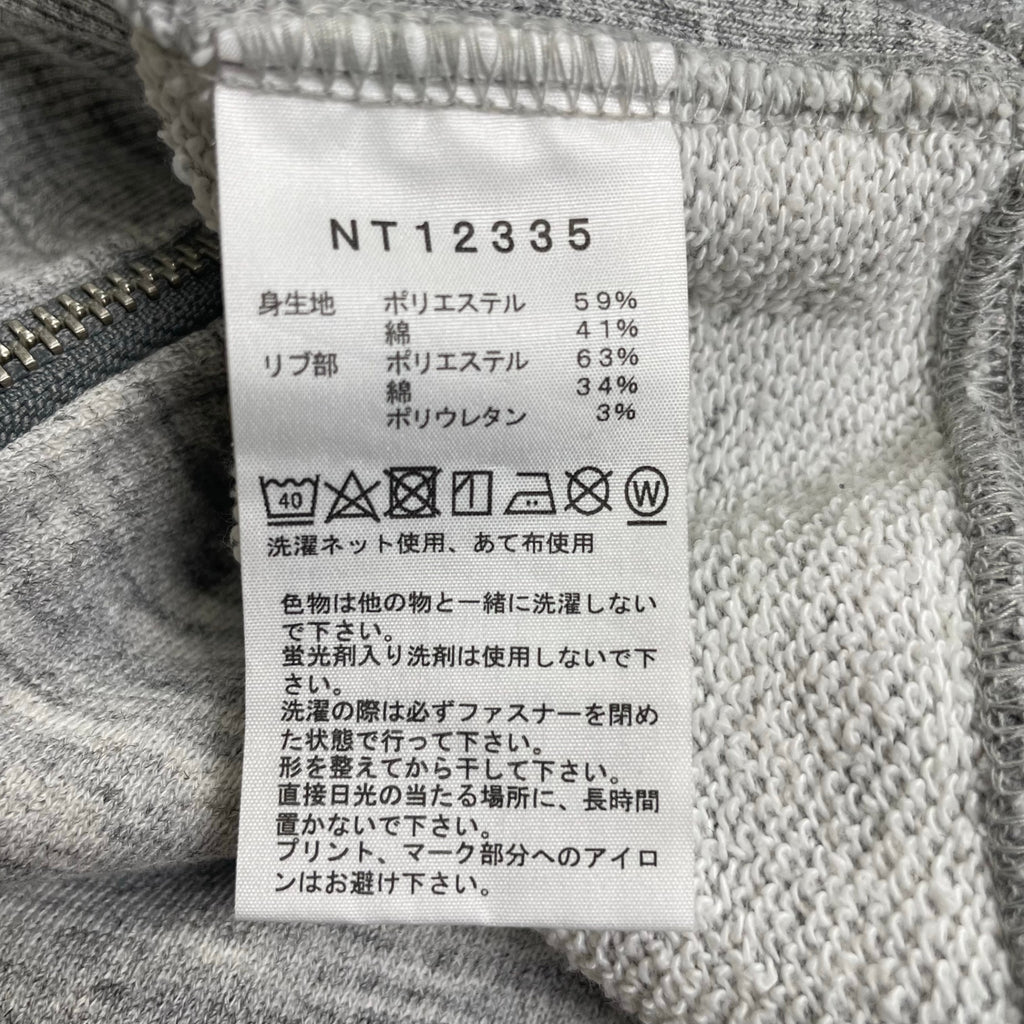 NT12335
身生地 ポリエステル 59%
綿 41%
リブ部 ポリエステル 63%
綿 34%
ポリウレタン 3%
40 W
洗濯ネット使用、あて布使用
色物は他の物と一緒に洗濯しない
で下さい。
蛍光剤入り洗剤は使用しないで下
さい。
洗濯の際は必ずファスナーを閉め
た状態で行って下さい。
形を整えてから干して下さい。
直接日光の当たる場所に、長時間
置かないで下さい。
プリント、マーク部分へのアイロ
ンはお避け下さい。